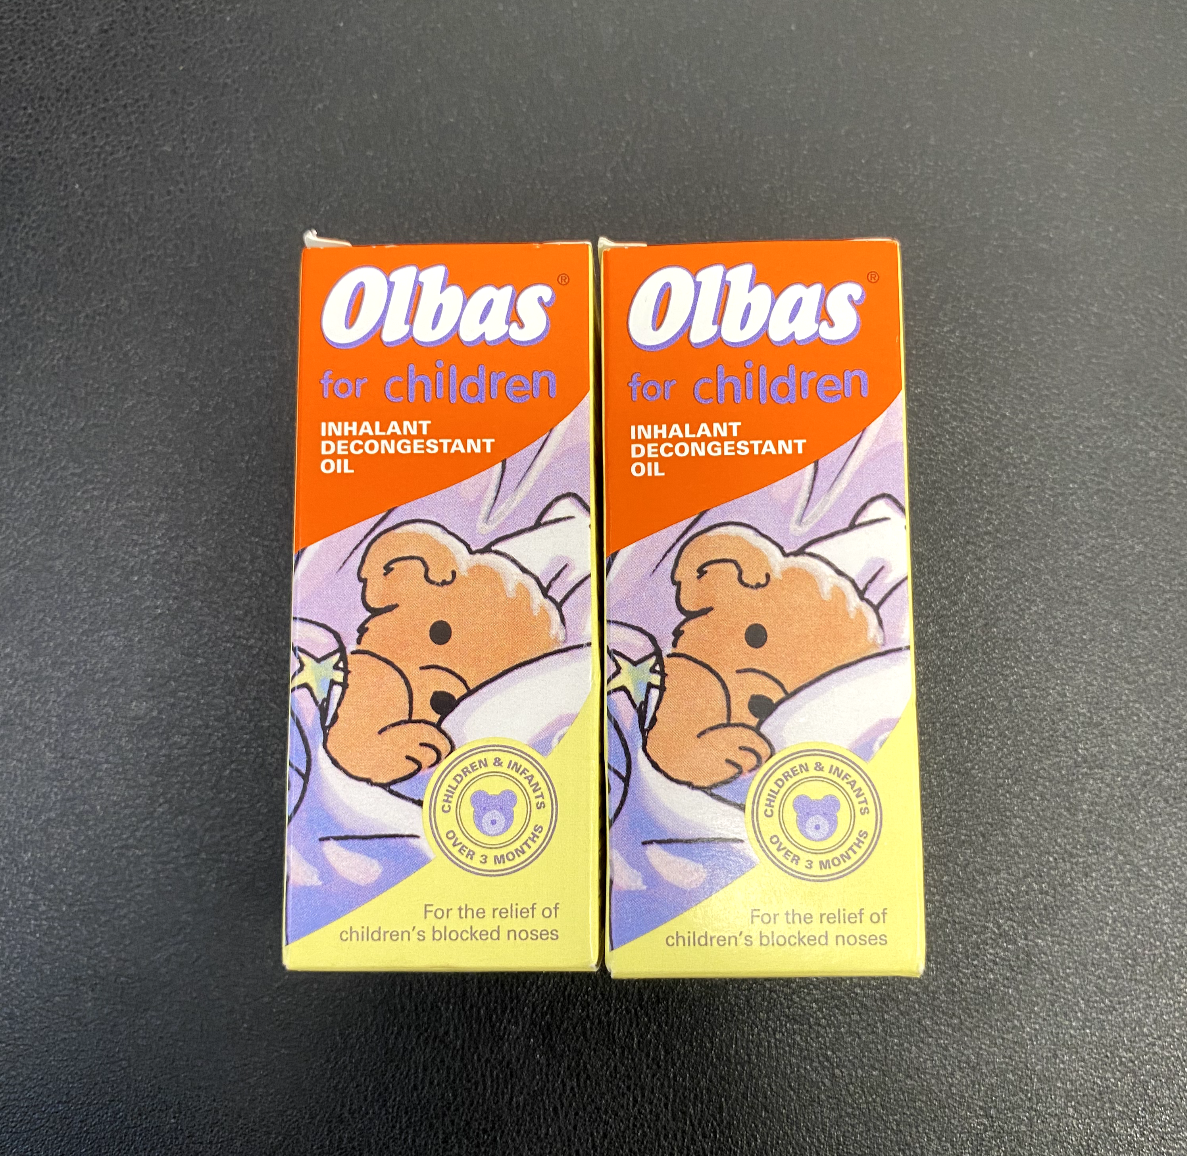 Olbas®
for children
INHALANT
DECONGESTANT
OIL
CHILDREN & INFANTS
OVER 3 MONTHS
For the relief of
children's blocked noses
Olbas®
for children
INHALANT
DECONGESTANT
OIL
CHILDREN & INFANTS
OVER 3 MONTHS
For the relief of
children's blocked noses